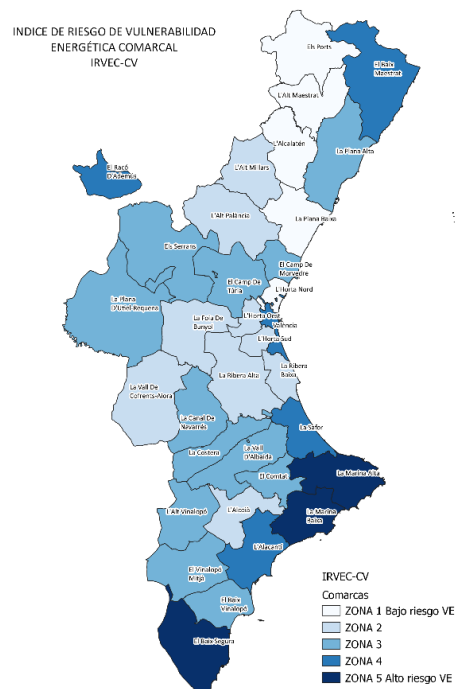 INDICE DE RIESGO DE VULNERABILIDAD
ENERGÉTICA COMARCAL
IRVEC-CV
Els Ports
El Baix
Maestrat
L'Alt Maestrat
L'Alcalatén
La Plana Alta
El Racó
D'Ademús
L'Alt Millars
L'Alt Palància
La Plana Baixa
Els Serrans
El Camp De
Morvedre
El Camp De
Túria
L'Horta Nord
La Plana
D'Utiel-Requena
L'Horta Oest
València
La Foia De
Bunyol
L'Horta Sud
La Ribera
Baixa
La Ribera Alta
La Vall De
Cofrents-Aiora
La Canal De
Navarrés
La Safor
La Costera
La Vall
D'Albaida
El Comtat
La Marina Alta
L'Alt Vinalopó
L'Alcoià
La Marina
Baixa
L'Alacantí
El Vinalopó
Mitjà
El Baix
Vinalopó
El Baix Segura
IRVEC-CV
Comarcas
ZONA 1 Bajo riesgo VE
ZONA 2
ZONA 3
ZONA 4
ZONA 5 Alto riesgo VE